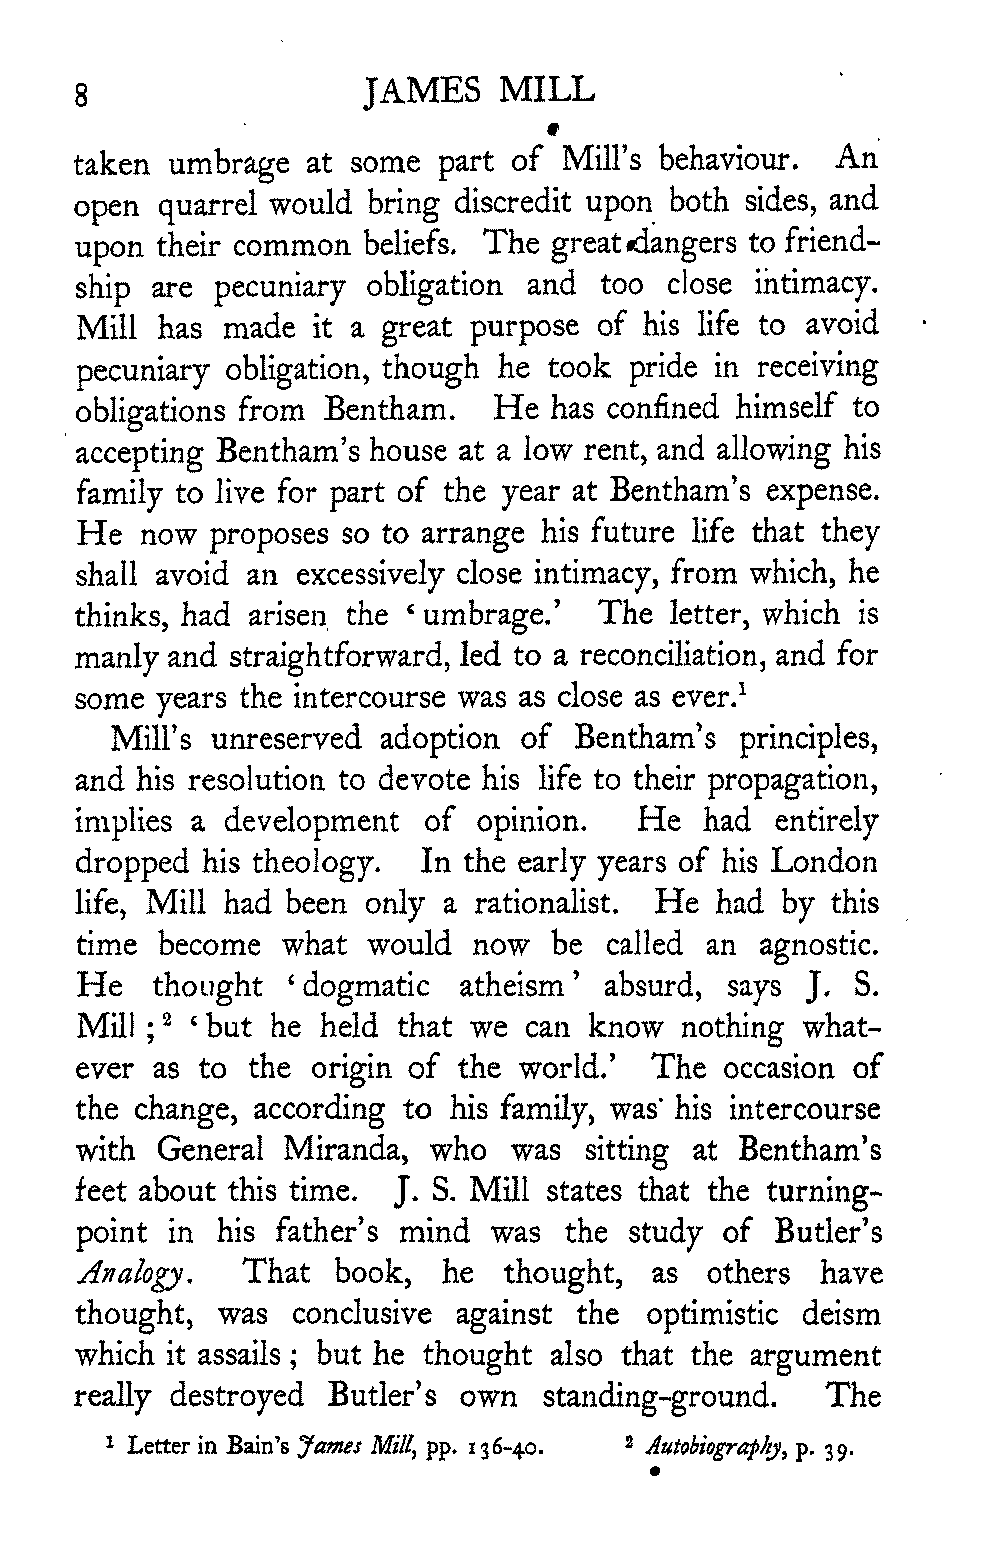 8 JAMES MILL
taken umbrage at some part of Mill's behaviour. An
open quarrel would bring discredit upon both sides, and
upon their common beliefs. The great dangers to friend-
ship are pecuniary obligation and too close intimacy.
Mill has made it a great purpose of his life to avoid
pecuniary obligation, though he took pride in receiving
obligations from Bentham. He has confined himself to
accepting Bentham's house at a low rent, and allowing his
family to live for part of the year at Bentham's expense.
He now proposes so to arrange his future life that they
shall avoid an excessively close intimacy, from which, he
thinks, had arisen the ‘umbrage.’ The letter, which is
manly and straightforward, led to a reconciliation, and for
some years the intercourse was as close as ever.¹
Mill's unreserved adoption of Bentham's principles,
and his resolution to devote his life to their propagation,
implies a development of opinion. He had entirely
dropped his theology. In the early years of his London
life, Mill had been only a rationalist. He had by this
time become what would now be called an agnostic.
He thought ‘dogmatic atheism’ absurd, says J. S.
Mill ; ² ‘but he held that we can know nothing what-
ever as to the origin of the world.’ The occasion of
the change, according to his family, was his intercourse
with General Miranda, who was sitting at Bentham's
feet about this time. J. S. Mill states that the turning-
point in his father's mind was the study of Butler's
Analogy. That book, he thought, as others have
thought, was conclusive against the optimistic deism
which it assails ; but he thought also that the argument
really destroyed Butler's own standing-ground. The
¹ Letter in Bain's James Mill, pp. 136-40. ² Autobiography, p. 39.